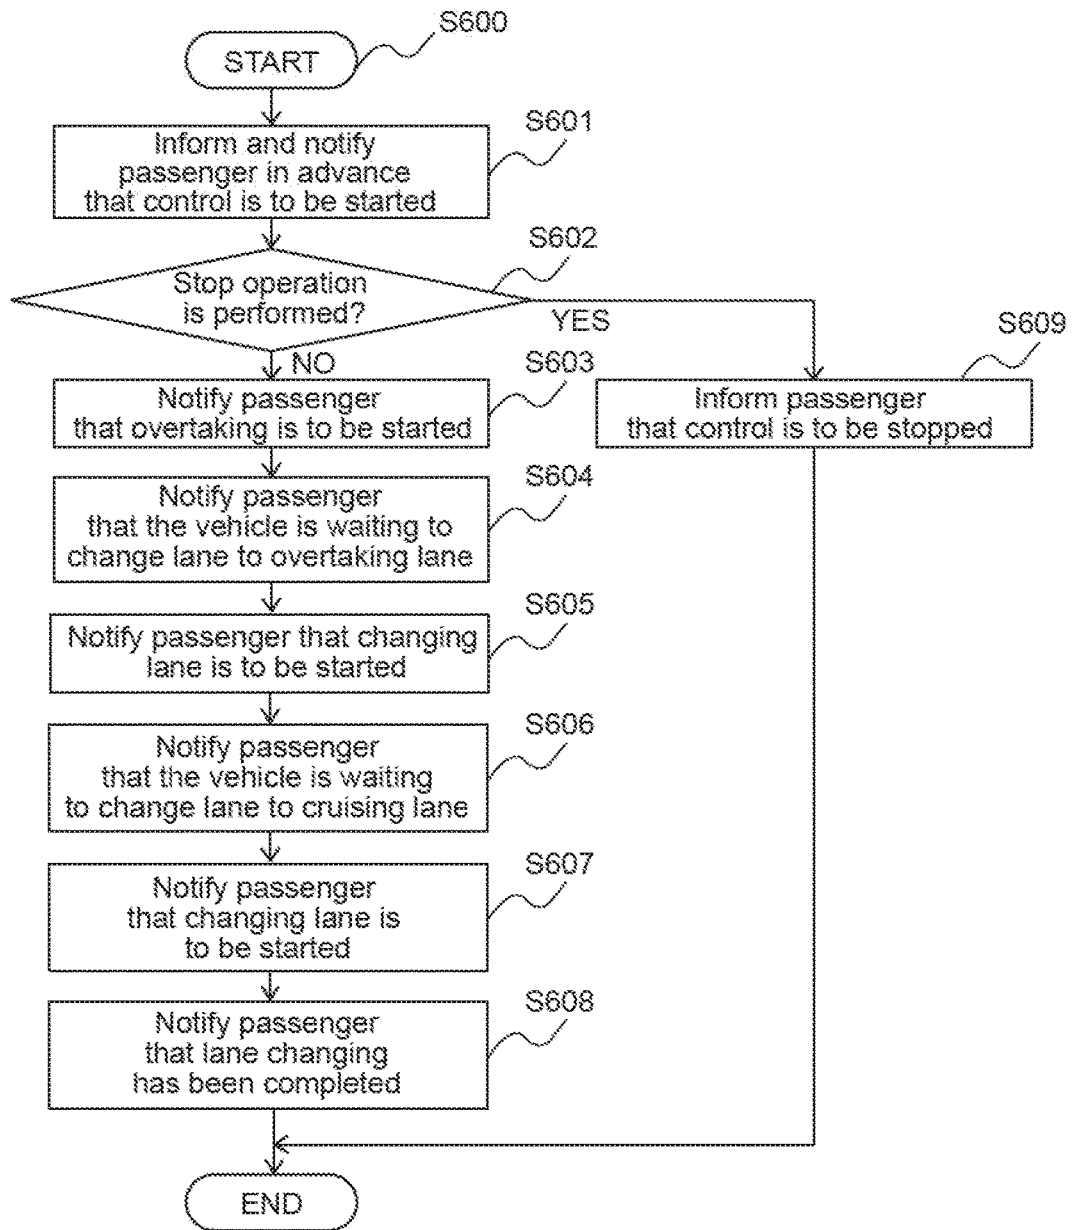 S600
START
S601
Inform and notify
passenger in advance
that control is to be started
S602
Stop operation
is performed?
YES
NO
S609
Inform passenger
that control is to be stopped
S603
Notify passenger
that overtaking is to be started
S604
Notify passenger
that the vehicle is waiting to
change lane to overtaking lane
S605
Notify passenger that changing
lane is to be started
S606
Notify passenger
that the vehicle is waiting
to change lane to cruising lane
S607
Notify passenger
that changing lane is
to be started
S608
Notify passenger
that lane changing
has been completed
END